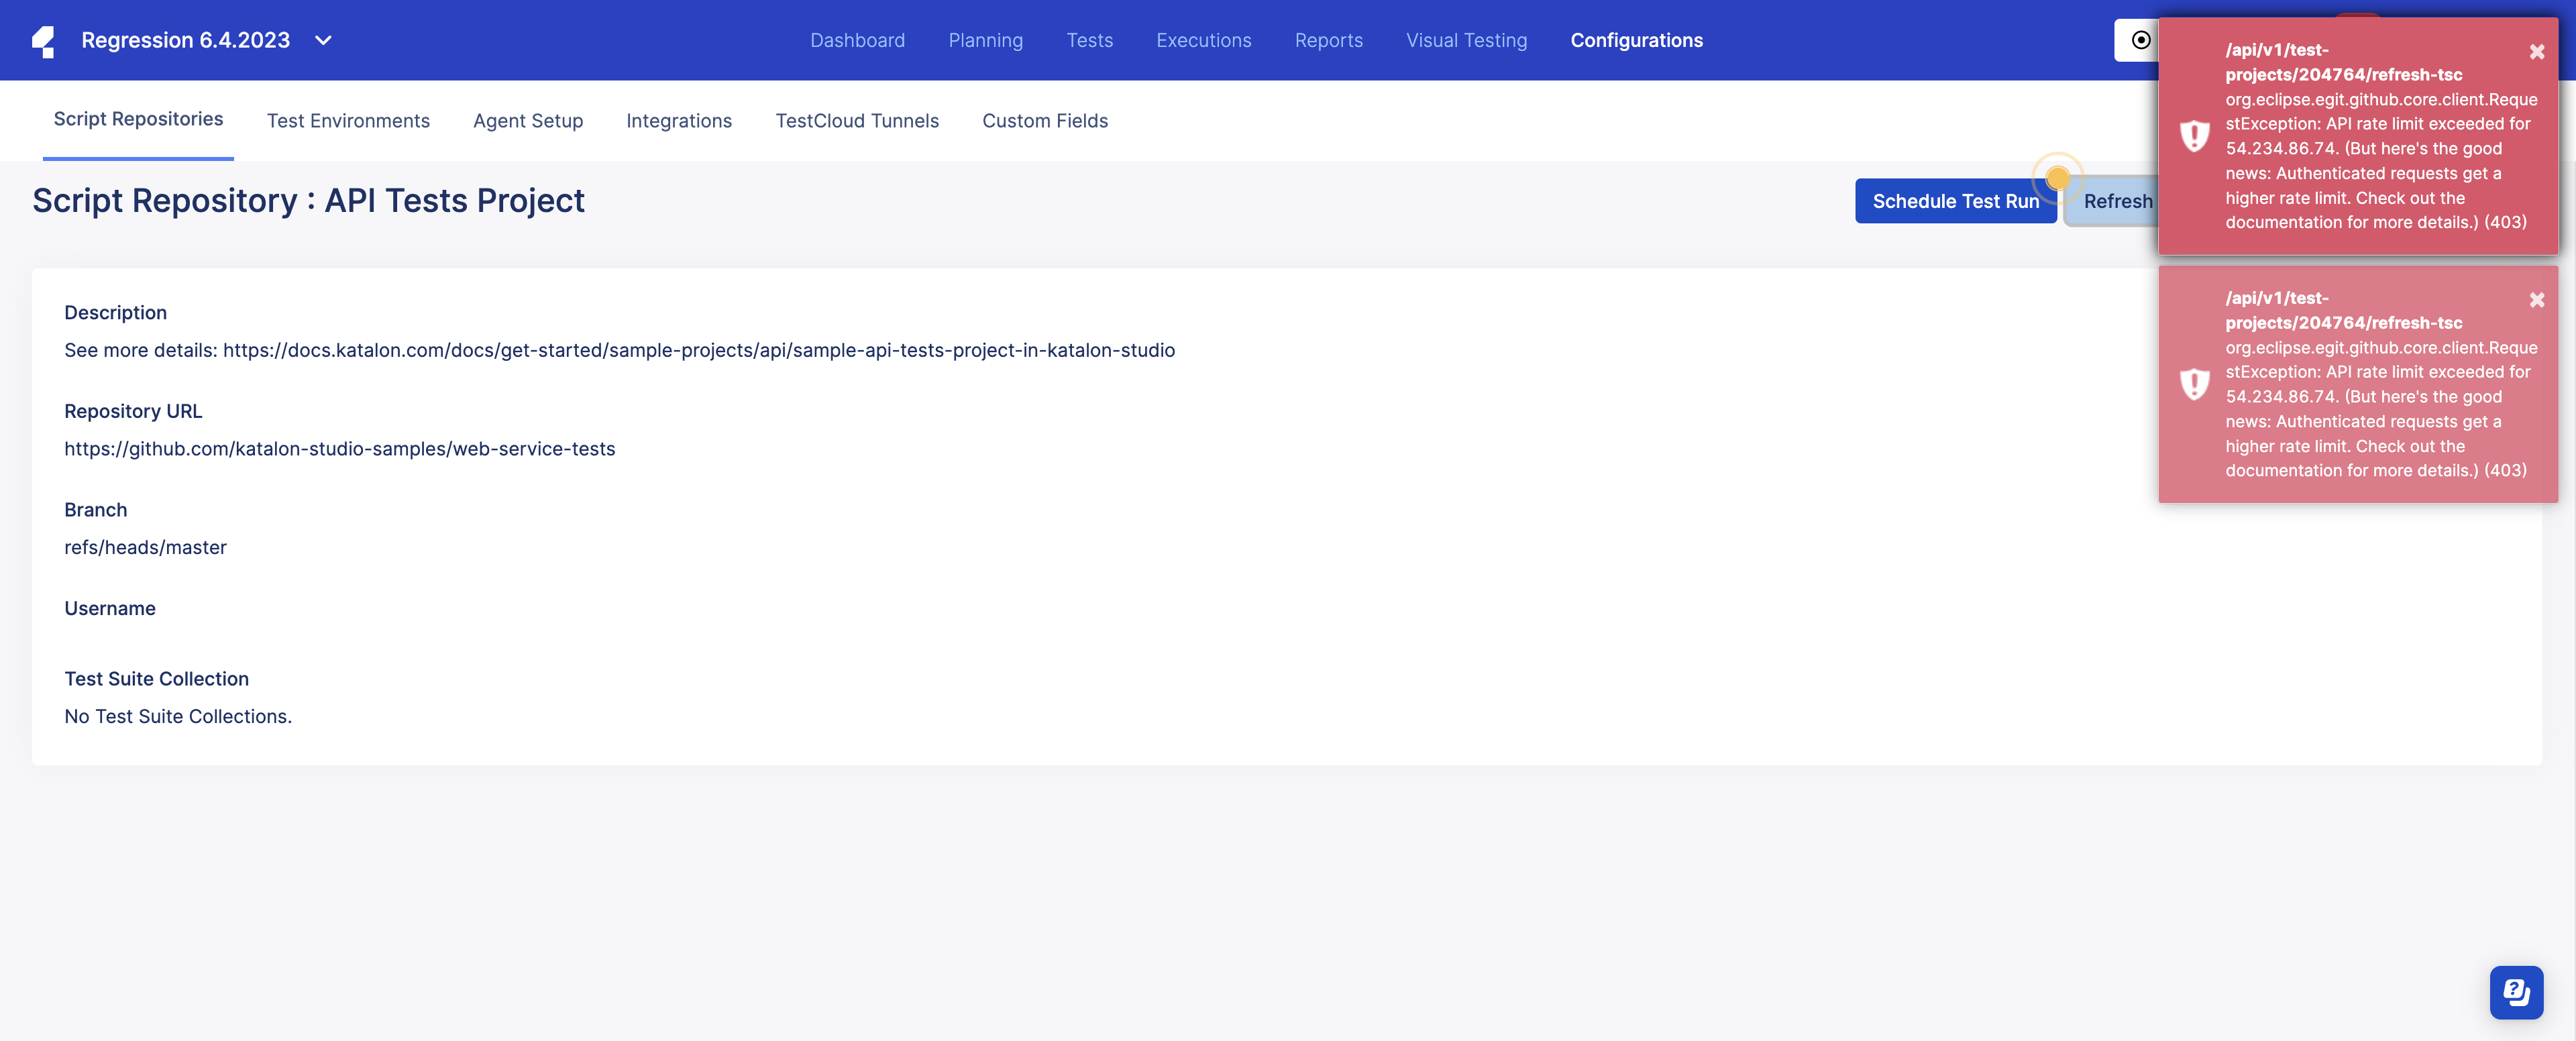 Regression 6.4.2023
Dashboard
Planning
Tests
Executions
Reports
Visual Testing
Configurations
Script Repositories
Test Environments
Agent Setup
Integrations
TestCloud Tunnels
Custom Fields
Script Repository : API Tests Project
Schedule Test Run
Refresh
/api/v1/test-
projects/204764/refresh-tsc
org.eclipse.egit.github.core.client.Reque
stException: API rate limit exceeded for
54.234.86.74. (But here's the good
news: Authenticated requests get a
higher rate limit. Check out the
documentation for more details.) (403)
/api/v1/test-
projects/204764/refresh-tsc
org.eclipse.egit.github.core.client.Reque
stException: API rate limit exceeded for
54.234.86.74. (But here's the good
news: Authenticated requests get a
higher rate limit. Check out the
documentation for more details.) (403)
Description
See more details: https://docs.katalon.com/docs/get-started/sample-projects/api/sample-api-tests-project-in-katalon-studio
Repository URL
https://github.com/katalon-studio-samples/web-service-tests
Branch
refs/heads/master
Username
Test Suite Collection
No Test Suite Collections.